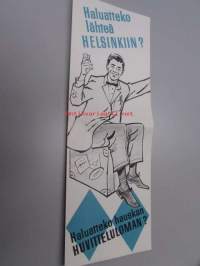 Haluatteko
lähteä
HELSINKIIN?
Haluatteko hauskan
HUVITTELULOMAN?